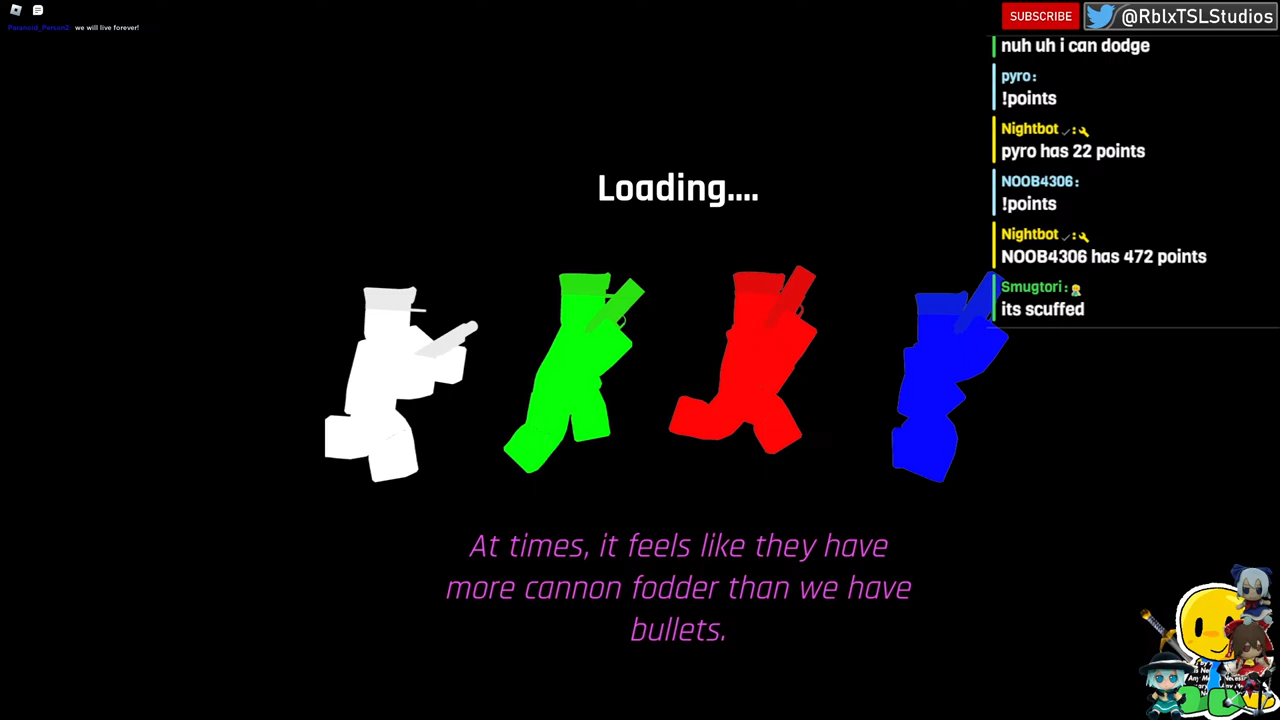 Paranoid_Person2: we will live forever!
SUBSCRIBE
@RblxTSLStudios
nuh uh i can dodge
pyro:
!points
Nightbot :
pyro has 22 points
NOOB4306:
!points
Nightbot :
NOOB4306 has 472 points
Smugtori:
its scuffed
Loading....
At times, it feels like they have
more cannon fodder than we have
bullets.